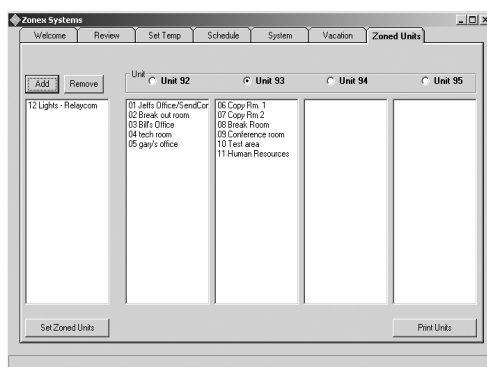 Zonex Systems
Welcome Review Set Temp Schedule System Vacation Zoned Units
Add Remove
Unit
Unit 92 Unit 93 Unit 94 Unit 95
12 Lights - Relaycom
01 Jeffs Office/SendCor
02 Break out room
03 Bill's Office
04 tech room
05 gary's office
06 Copy Rm. 1
07 Copy Rm 2
08 Break Room
09 Conference room
10 Test area
11 Human Resources
Set Zoned Units Print Units